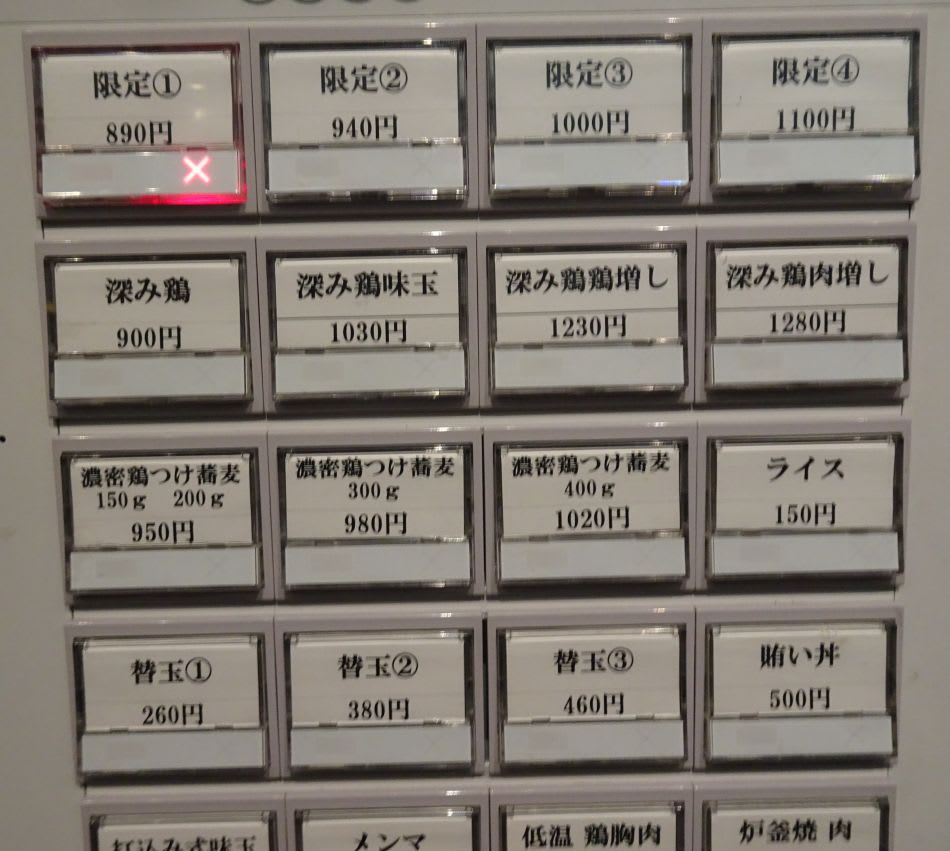 限定①
890円
×
限定②
940円
限定③
1000円
限定④
1100円
深み鶏
900円
深み鶏味玉
1030円
深み鶏鶏増し
1230円
深み鶏肉増し
1280円
濃密鶏つけ蕎麦
150g 200g
950円
濃密鶏つけ蕎麦
300g
980円
濃密鶏つけ蕎麦
400g
1020円
ライス
150円
替玉①
260円
替玉②
380円
替玉③
460円
賄い丼
500円
打込み式味玉
メンマ
低温 鶏胸肉
炉釜焼 肉